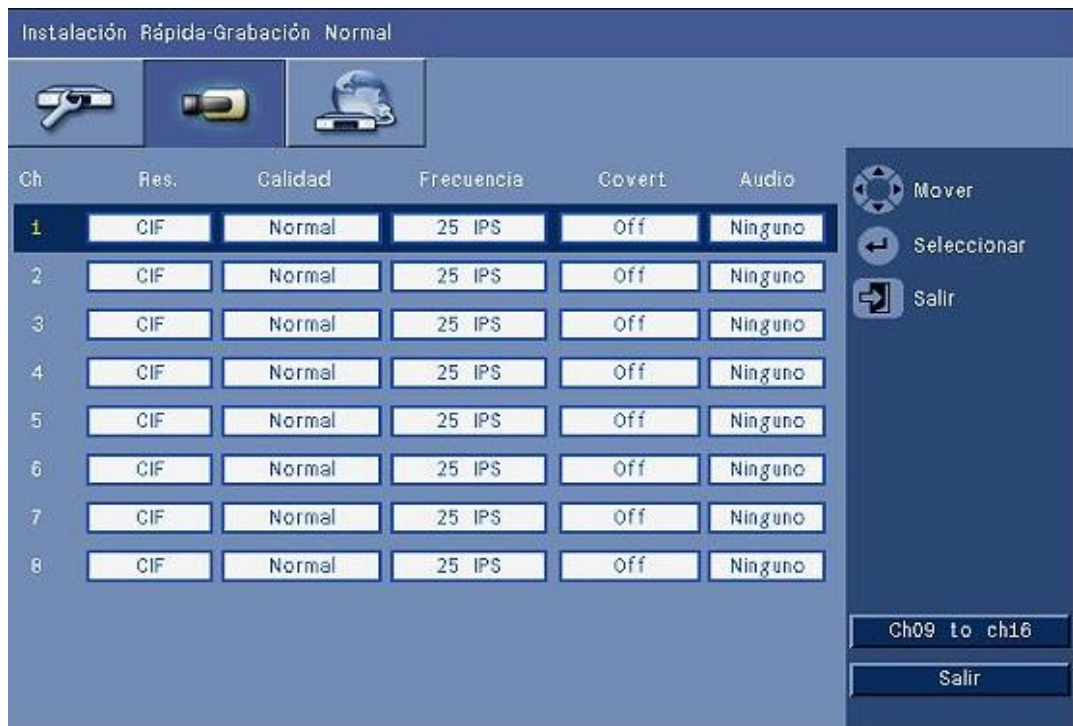 Instalación Rápida-Grabación Normal
Ch Res. Calidad Frecuencia Covert Audio
1 CIF Normal 25 IPS Off Ninguno
2 CIF Normal 25 IPS Off Ninguno
3 CIF Normal 25 IPS Off Ninguno
4 CIF Normal 25 IPS Off Ninguno
5 CIF Normal 25 IPS Off Ninguno
6 CIF Normal 25 IPS Off Ninguno
7 CIF Normal 25 IPS Off Ninguno
8 CIF Normal 25 IPS Off Ninguno
Mover
Seleccionar
Salir
Ch09 to ch16
Salir